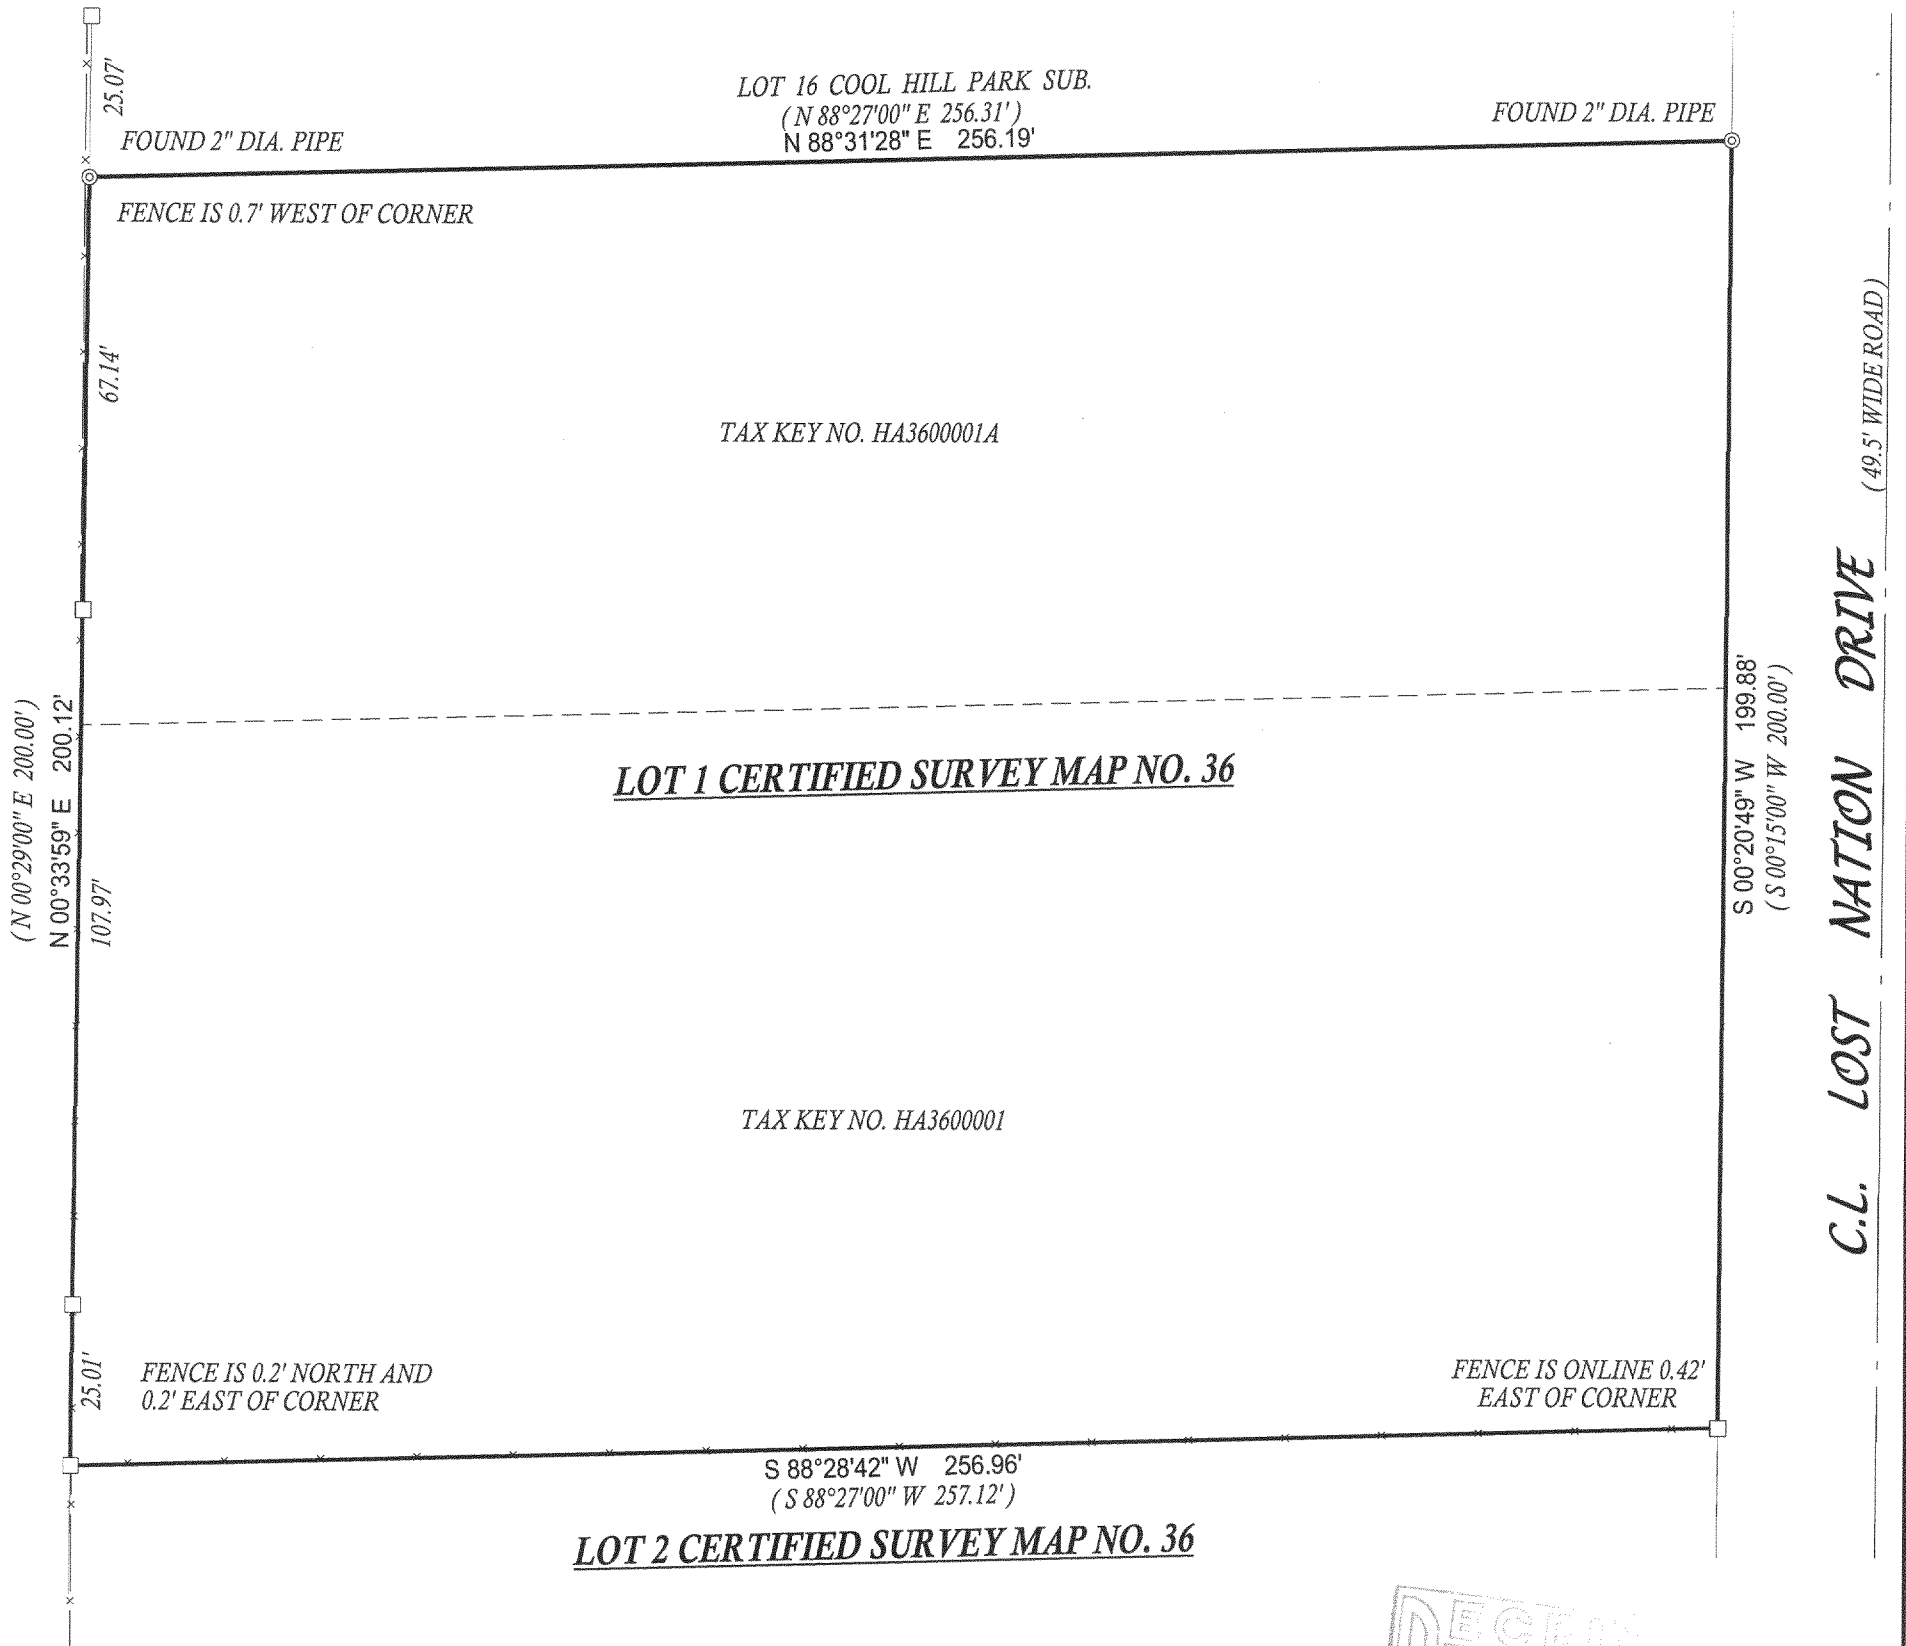 25.07'
LOT 16 COOL HILL PARK SUB.
( N 88°27'00" E 256.31' )
N 88°31'28" E 256.19'
FOUND 2" DIA. PIPE
FOUND 2" DIA. PIPE
FENCE IS 0.7' WEST OF CORNER
67.14'
TAX KEY NO. HA3600001A
( 49.5' WIDE ROAD )
C.L. LOST NATION DRIVE
( N 00°29'00" E 200.00' )
N 00°33'59" E 200.12'
107.97'
LOT 1 CERTIFIED SURVEY MAP NO. 36
S 00°20'49" W 199.88'
( S 00°15'00" W 200.00' )
TAX KEY NO. HA3600001
25.01'
FENCE IS 0.2' NORTH AND
0.2' EAST OF CORNER
FENCE IS ONLINE 0.42'
EAST OF CORNER
S 88°28'42" W 256.96'
( S 88°27'00" W 257.12' )
LOT 2 CERTIFIED SURVEY MAP NO. 36